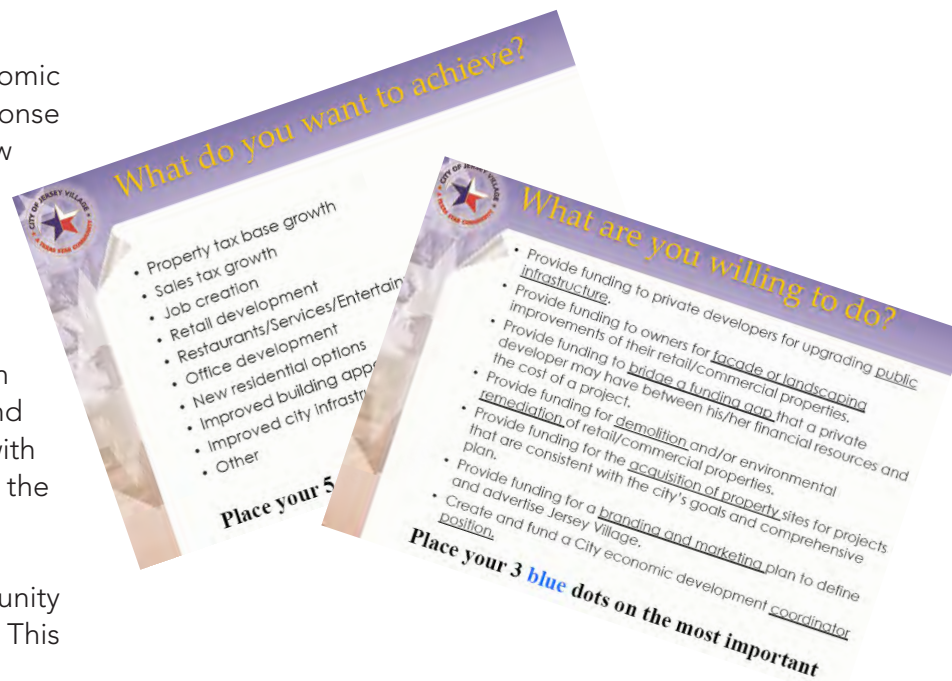 omic
onse
w
n
nd
with
the
unity
This
CITY OF JERSEY VILLAGE
A TEXAS STAR COMMUNITY
What do you want to achieve?
• Property tax base growth
• Sales tax growth
• Job creation
• Retail development
• Restaurants/Services/Entertain
• Office development
• New residential options
• Improved building appe
• Improved city infrastr
• Other
Place your 5
CITY OF JERSEY VILLAGE
A TEXAS STAR COMMUNITY
What are you willing to do?
• Provide funding to private developers for upgrading public
infrastructure.
• Provide funding to owners for facade or landscaping
improvements of their retail/commercial properties.
• Provide funding to bridge a funding gap that a private
developer may have between his/her financial resources and
the cost of a project.
• Provide funding for demolition and/or environmental
remediation of retail/commercial properties.
• Provide funding for the acquisition of property sites for projects
that are consistent with the city's goals and comprehensive
plan.
• Provide funding for a branding and marketing plan to define
and advertise Jersey Village.
• Create and fund a City economic development coordinator
position.
Place your 3 blue dots on the most important